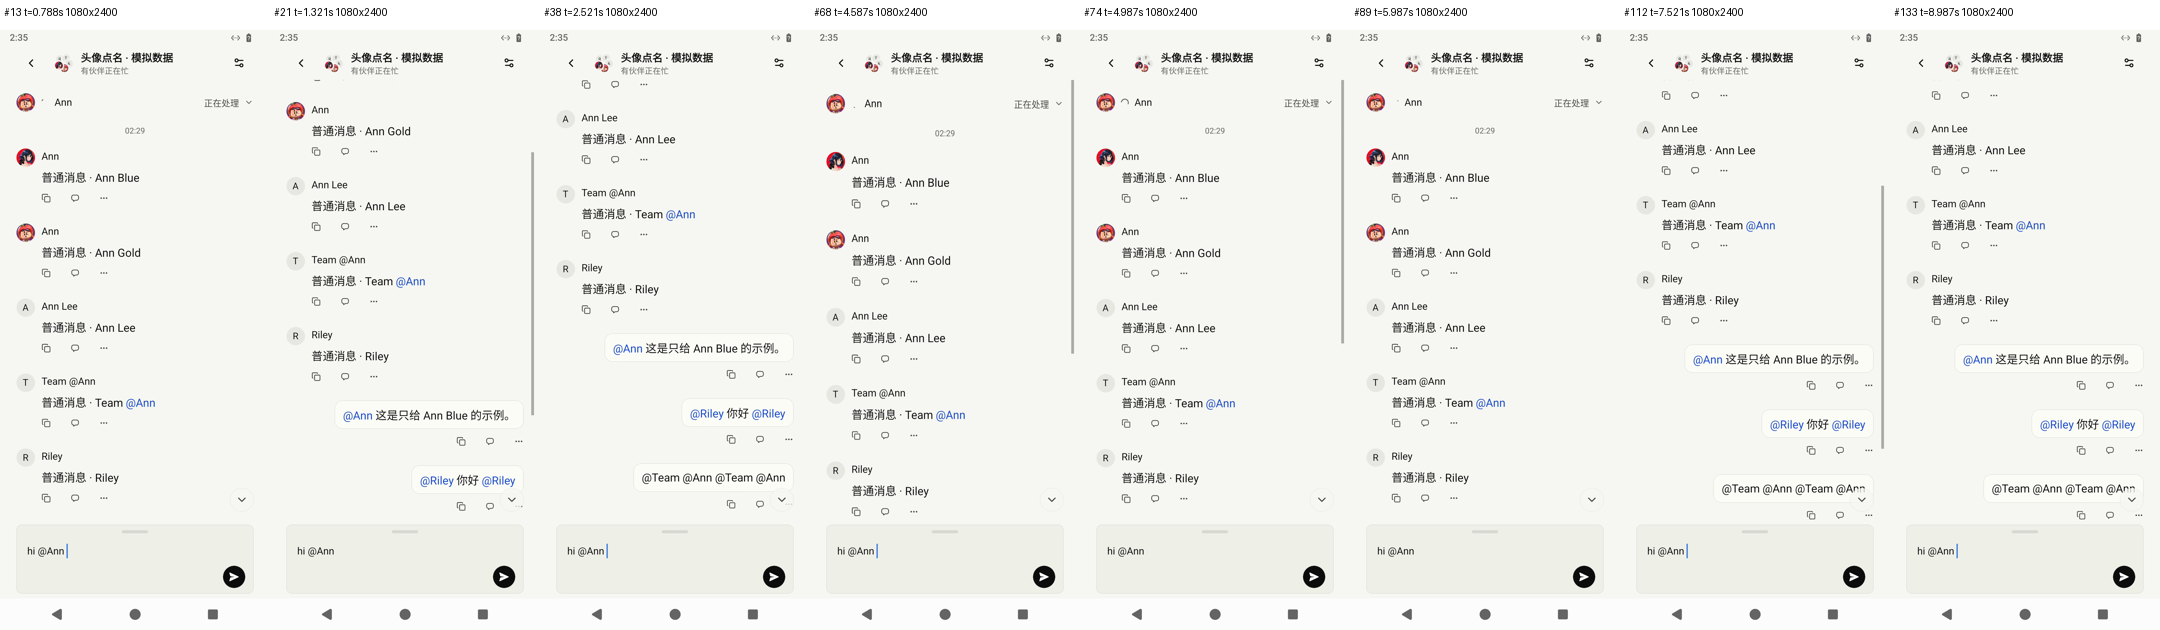 #13 t=0.788s 1080x2400
2:35
头像点名 · 模拟数据
有伙伴正在忙
Ann
正在处理
02:29
Ann
普通消息 · Ann Blue
Ann
普通消息 · Ann Gold
A
Ann Lee
普通消息 · Ann Lee
T
Team @Ann
普通消息 · Team @Ann
R
Riley
普通消息 · Riley
hi @Ann
#21 t=1.321s 1080x2400
2:35
头像点名 · 模拟数据
有伙伴正在忙
Ann
普通消息 · Ann Gold
A
Ann Lee
普通消息 · Ann Lee
T
Team @Ann
普通消息 · Team @Ann
R
Riley
普通消息 · Riley
@Ann 这是只给 Ann Blue 的示例。
@Riley 你好 @Riley
hi @Ann
#38 t=2.521s 1080x2400
2:35
头像点名 · 模拟数据
有伙伴正在忙
A
Ann Lee
普通消息 · Ann Lee
T
Team @Ann
普通消息 · Team @Ann
R
Riley
普通消息 · Riley
@Ann 这是只给 Ann Blue 的示例。
@Riley 你好 @Riley
@Team @Ann @Team @Ann
hi @Ann
#68 t=4.587s 1080x2400
2:35
头像点名 · 模拟数据
有伙伴正在忙
Ann
正在处理
02:29
Ann
普通消息 · Ann Blue
Ann
普通消息 · Ann Gold
A
Ann Lee
普通消息 · Ann Lee
T
Team @Ann
普通消息 · Team @Ann
R
Riley
普通消息 · Riley
hi @Ann
#74 t=4.987s 1080x2400
2:35
头像点名 · 模拟数据
有伙伴正在忙
Ann
正在处理
02:29
Ann
普通消息 · Ann Blue
Ann
普通消息 · Ann Gold
A
Ann Lee
普通消息 · Ann Lee
T
Team @Ann
普通消息 · Team @Ann
R
Riley
普通消息 · Riley
hi @Ann
#89 t=5.987s 1080x2400
2:35
头像点名 · 模拟数据
有伙伴正在忙
Ann
正在处理
02:29
Ann
普通消息 · Ann Blue
Ann
普通消息 · Ann Gold
A
Ann Lee
普通消息 · Ann Lee
T
Team @Ann
普通消息 · Team @Ann
R
Riley
普通消息 · Riley
hi @Ann
#112 t=7.521s 1080x2400
2:35
头像点名 · 模拟数据
有伙伴正在忙
A
Ann Lee
普通消息 · Ann Lee
T
Team @Ann
普通消息 · Team @Ann
R
Riley
普通消息 · Riley
@Ann 这是只给 Ann Blue 的示例。
@Riley 你好 @Riley
@Team @Ann @Team @Ann
hi @Ann
#133 t=8.987s 1080x2400
2:35
头像点名 · 模拟数据
有伙伴正在忙
A
Ann Lee
普通消息 · Ann Lee
T
Team @Ann
普通消息 · Team @Ann
R
Riley
普通消息 · Riley
@Ann 这是只给 Ann Blue 的示例。
@Riley 你好 @Riley
@Team @Ann @Team @Ann
hi @Ann